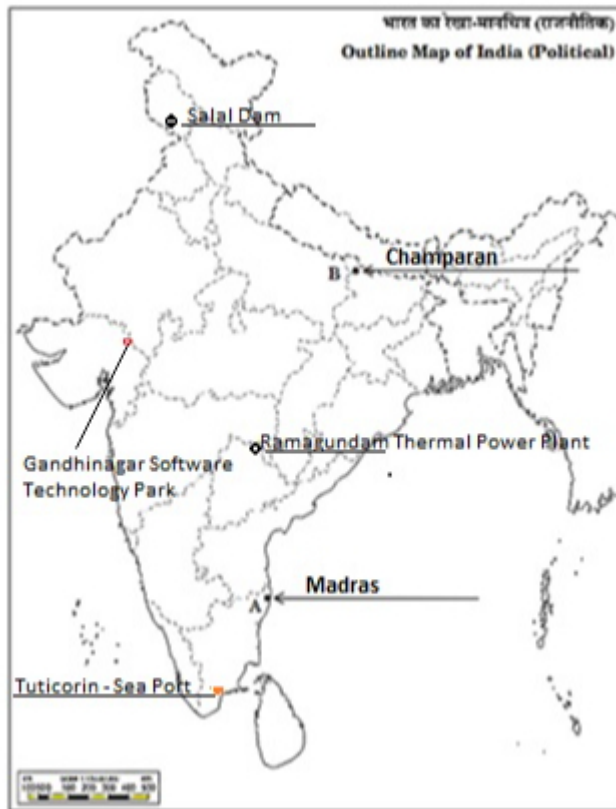 भारत का रेखा-मानचित्र (राजनीतिक)
Outline Map of India (Political)
Salal Dam
Champaran
B
Ramagundam Thermal Power Plant
Gandhinagar Software
Technology Park
Madras
A
Tuticorin - Sea Port